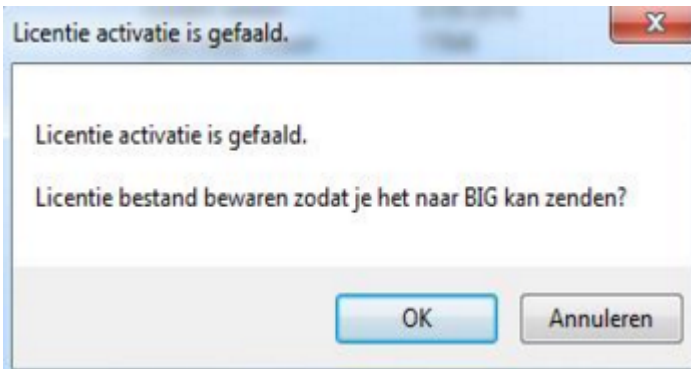 Licentie activatie is gefaald.
Licentie activatie is gefaald.
Licentie bestand bewaren zodat je het naar BIG kan zenden?
OK
Annuleren